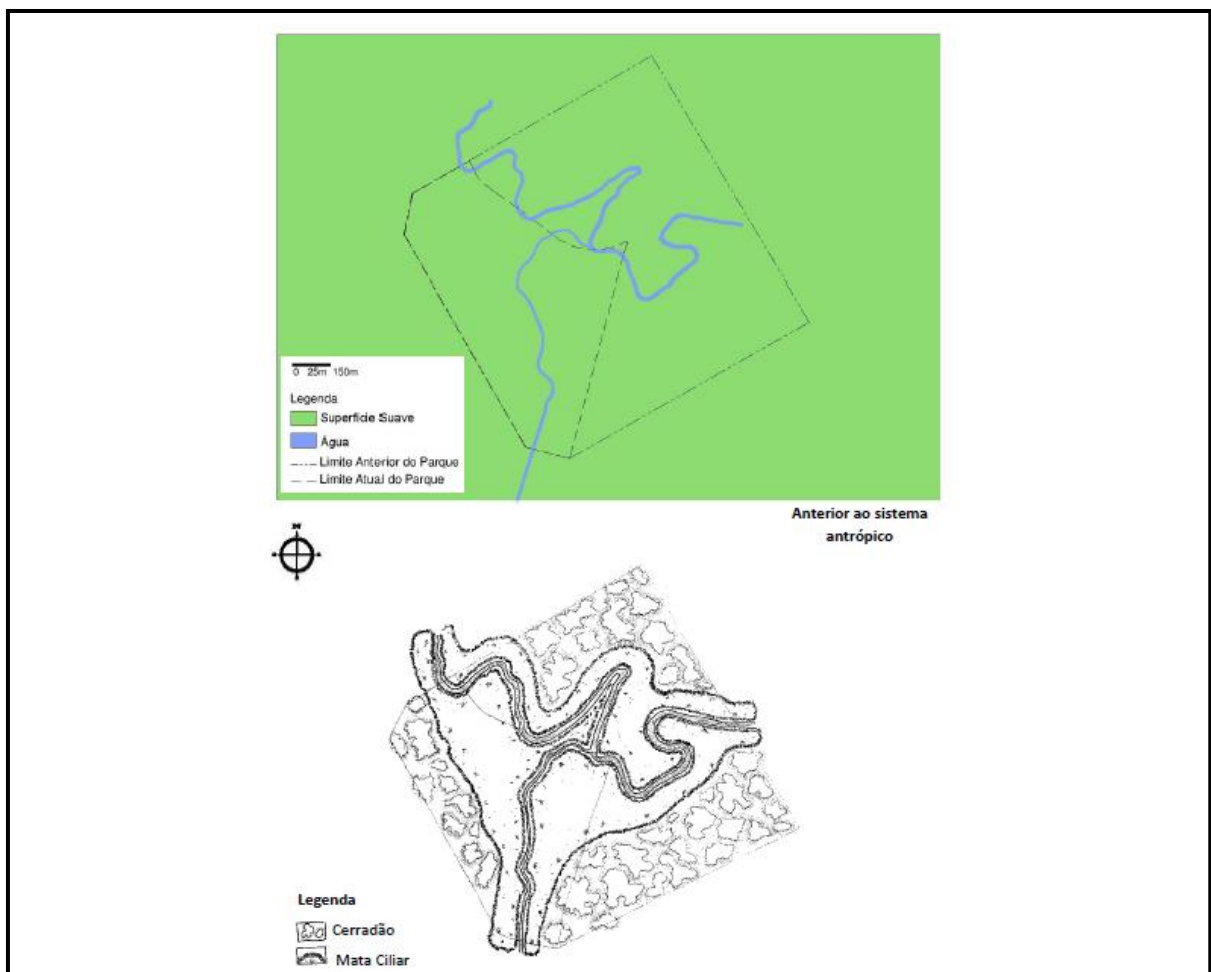 0 25m 150m
Legenda
Superfície Suave
Água
Limite Anterior do Parque
Limite Atual do Parque
Anterior ao sistema
antrópico
N
Legenda
Cerradão
Mata Ciliar